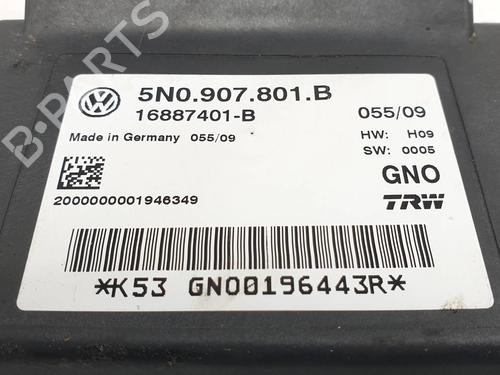 5N0.907.801.B
16887401-B
055/09
Made in Germany 055/09
HW: H09
SW: 0005
GNO
2000000001946349
TRW
*K53 GNO0196443R*
B-PARTS